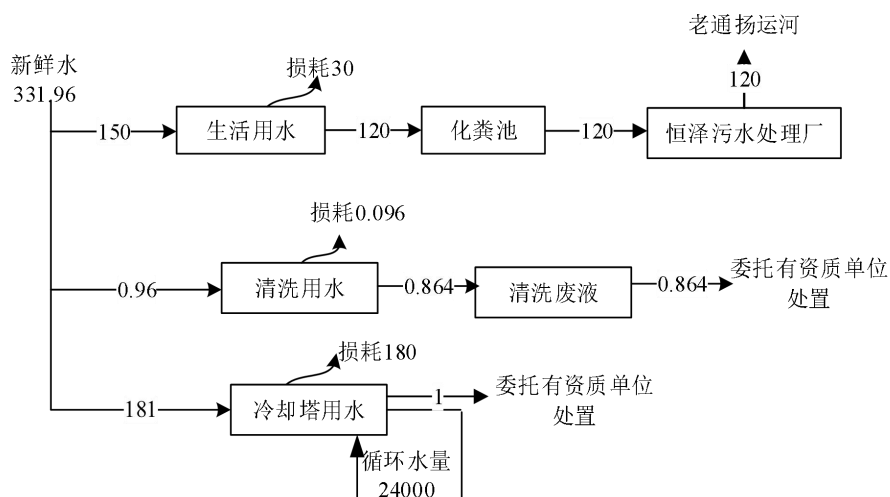 老通扬运河
新鲜水
331.96
损耗30
120
150
生活用水
120
化粪池
120
恒泽污水处理厂
损耗0.096
0.96
清洗用水
0.864
清洗废液
0.864
委托有资质单位
处置
损耗180
181
冷却塔用水
1
委托有资质单位
处置
循环水量
24000